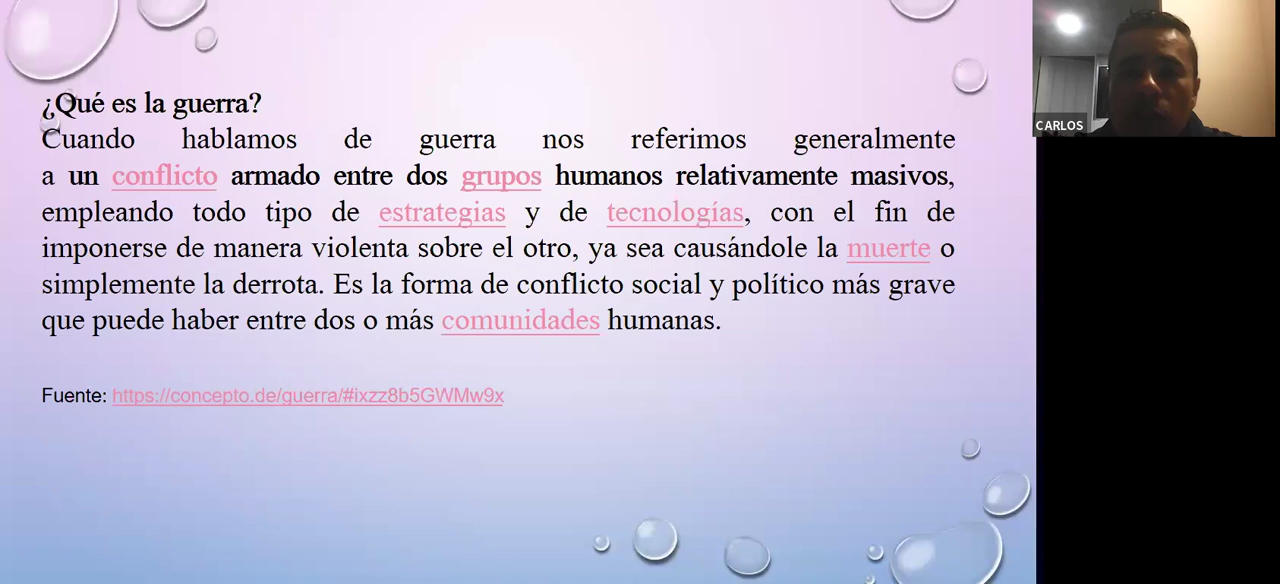 ¿Qué es la guerra?
Cuando hablamos de guerra nos referimos generalmente
a un conflicto armado entre dos grupos humanos relativamente masivos,
empleando todo tipo de estrategias y de tecnologías, con el fin de
imponerse de manera violenta sobre el otro, ya sea causándole la muerte o
simplemente la derrota. Es la forma de conflicto social y político más grave
que puede haber entre dos o más comunidades humanas.
Fuente: https://concepto.de/guerra/#ixzz8b5GWMw9x
CARLOS